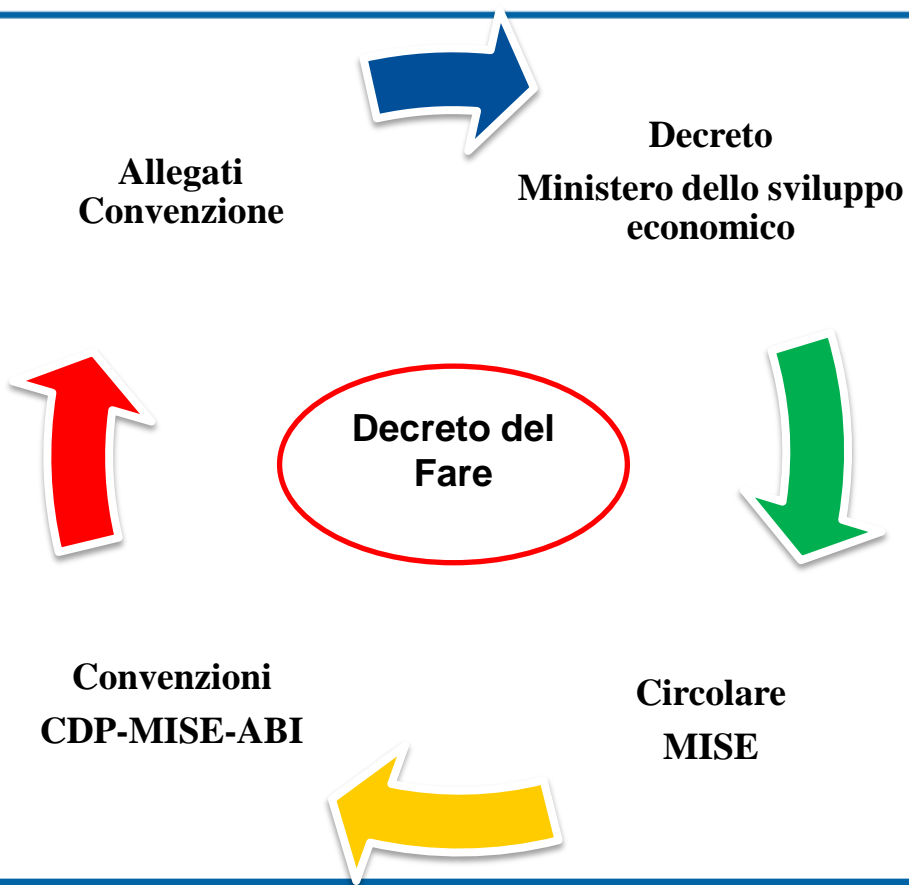 Allegati
Convenzione
Decreto
Ministero dello sviluppo
economico
Decreto del
Fare
Convenzioni
CDP-MISE-ABI
Circolare
MISE